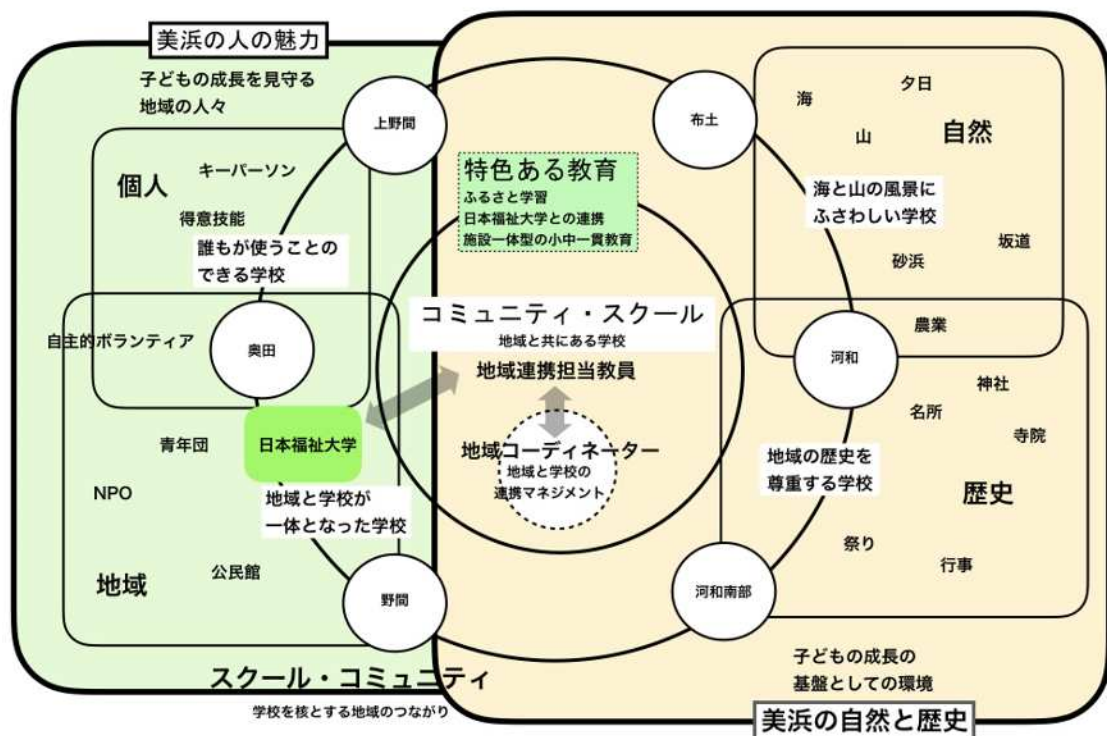 美浜の人の魅力
子どもの成長を見守る
地域の人々
個人
キーパーソン
得意技能
誰もが使うことの
できる学校
自主的ボランティア
青年団
日本福祉大学
NPO
地域と学校が
一体となった学校
公民館
地域
上野間
奥田
野間
スクール・コミュニティ
学校を核とする地域のつながり
特色ある教育
ふるさと学習
日本福祉大学との連携
施設一体型の小中一貫教育
コミュニティ・スクール
地域と共にある学校
地域連携担当教員
地域コーディネーター
地域と学校の
連携マネジメント
布土
河和
河和南部
海
夕日
山
自然
海と山の風景に
ふさわしい学校
坂道
砂浜
農業
神社
名所
寺院
地域の歴史を
尊重する学校
歴史
祭り
行事
子どもの成長の
基盤としての環境
美浜の自然と歴史